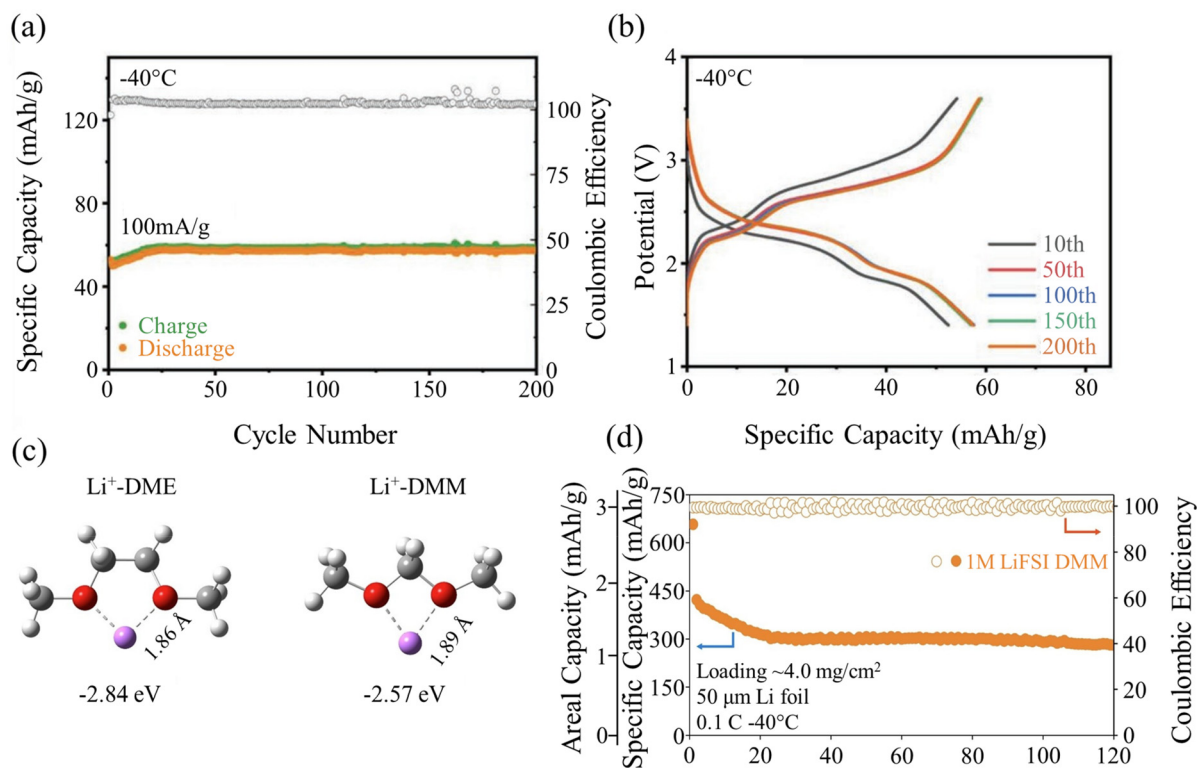 (a)
-40°C
100mA/g
Charge
Discharge
Specific Capacity (mAh/g)
120
80
40
0
Coulombic Efficiency
100
75
50
25
0
0
50
100
150
200
Cycle Number
(b)
-40°C
Potential (V)
4
3
2
1
10th
50th
100th
150th
200th
0
20
40
60
80
Specific Capacity (mAh/g)
(c)
Li⁺-DME
1.86 Å
-2.84 eV
Li⁺-DMM
1.89 Å
-2.57 eV
(d)
Areal Capacity (mAh/g)
3
2
1
0
Specific Capacity (mAh/g)
750
600
450
300
150
0
1M LiFSI DMM
Loading ~4.0 mg/cm²
50 μm Li foil
0.1 C -40°C
Coulombic Efficiency
100
80
60
40
20
0
0
20
40
60
80
100
120